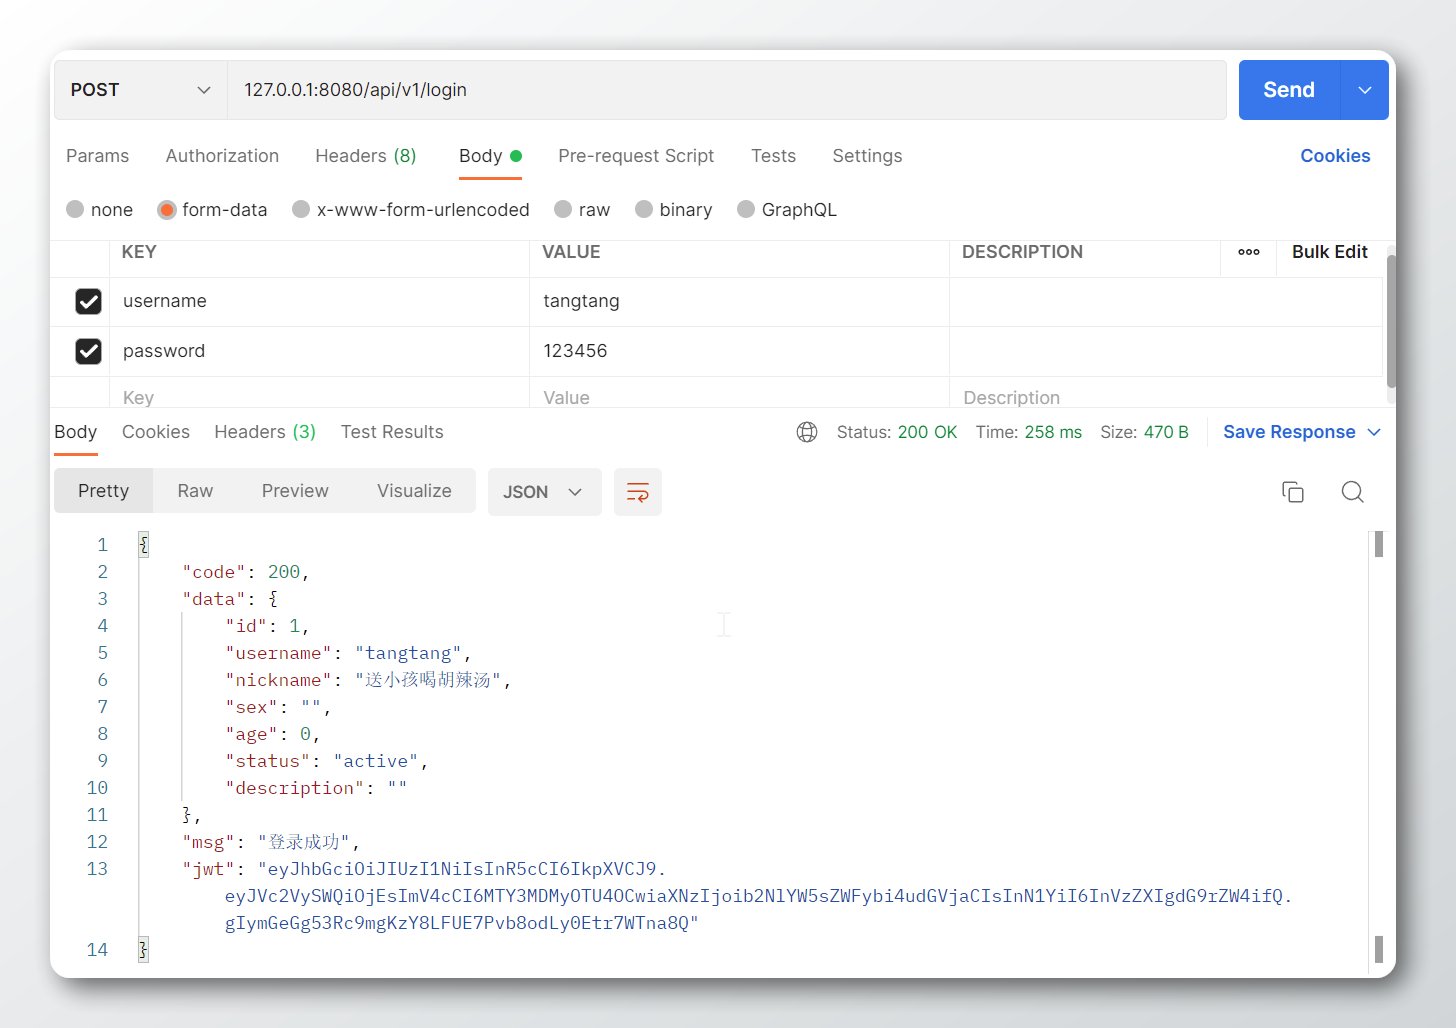 POST 127.0.0.1:8080/api/v1/login Send
Params Authorization Headers (8) Body Pre-request Script Tests Settings Cookies
none form-data x-www-form-urlencoded raw binary GraphQL
KEY VALUE DESCRIPTION Bulk Edit
username tangtang
password 123456
Key Value Description
Body Cookies Headers (3) Test Results Status: 200 OK Time: 258 ms Size: 470 B Save Response
Pretty Raw Preview Visualize JSON
1 {
2 "code": 200,
3 "data": {
4 "id": 1,
5 "username": "tangtang",
6 "nickname": "送小孩喝胡辣汤",
7 "sex": "",
8 "age": 0,
9 "status": "active",
10 "description": ""
11 },
12 "msg": "登录成功",
13 "jwt": "eyJhbGciOiJIUzI1NiIsInR5cCI6IkpXVCJ9.
eyJVc2VySWQiOjEsImV4cCI6MTY3MDMyOTU4OCwiaXNzIjoib2NlYW5sZWFybi4udGVjaCIsInN1YiI6InVzZXIgdG9rZW4ifQ.
gIymGeGg53Rc9mgKzY8LFUE7Pvb8odLy0Etr7WTna8Q"
14 }